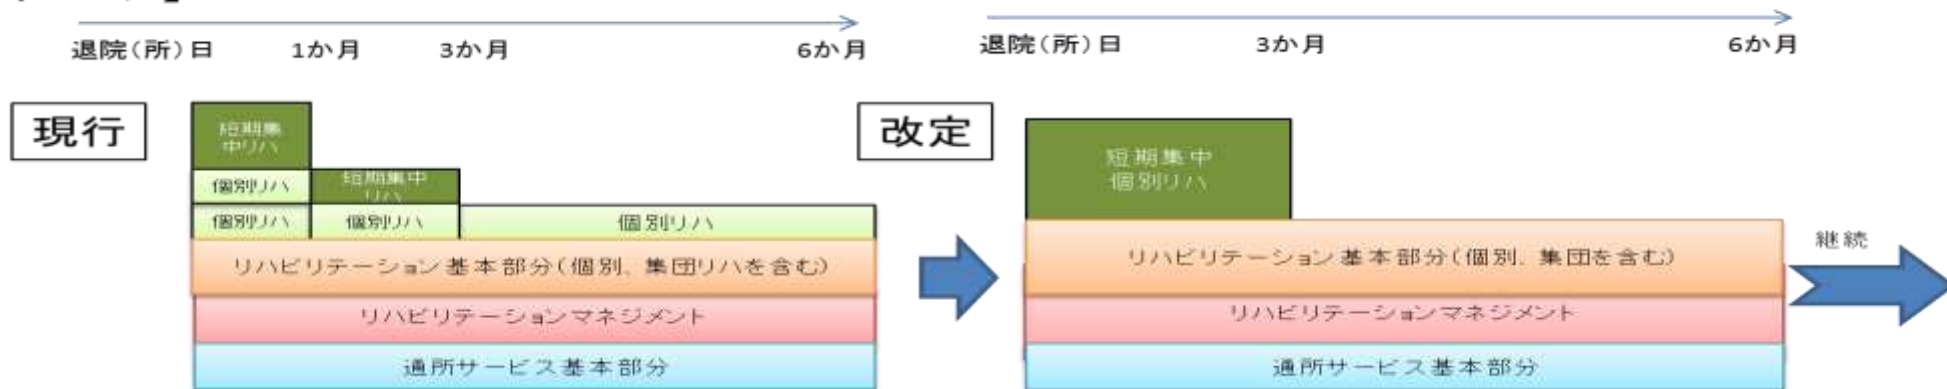 退院(所)日 1か月 3か月 6か月
退院(所)日 3か月 6か月
現行
短期集
中リハ
個別リハ
短期集中
リハ
個別リハ
個別リハ
個別リハ
リハビリテーション基本部分(個別、集団リハを含む)
リハビリテーションマネジメント
通所サービス基本部分
改定
短期集中
個別リハ
リハビリテーション基本部分(個別、集団を含む)
リハビリテーションマネジメント
通所サービス基本部分
継続